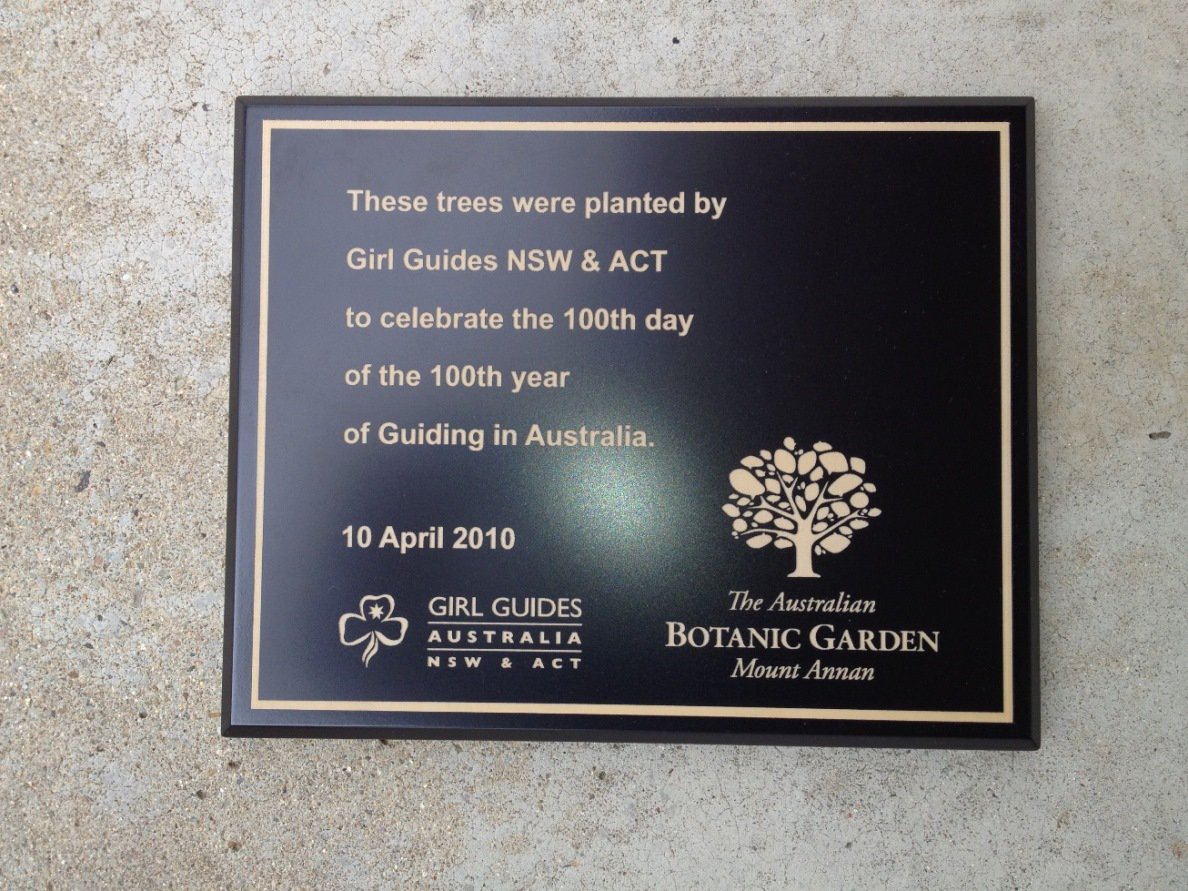 These trees were planted by
Girl Guides NSW & ACT
to celebrate the 100th day
of the 100th year
of Guiding in Australia.
10 April 2010
GIRL GUIDES
AUSTRALIA
NSW & ACT
The Australian
BOTANIC GARDEN
Mount Annan